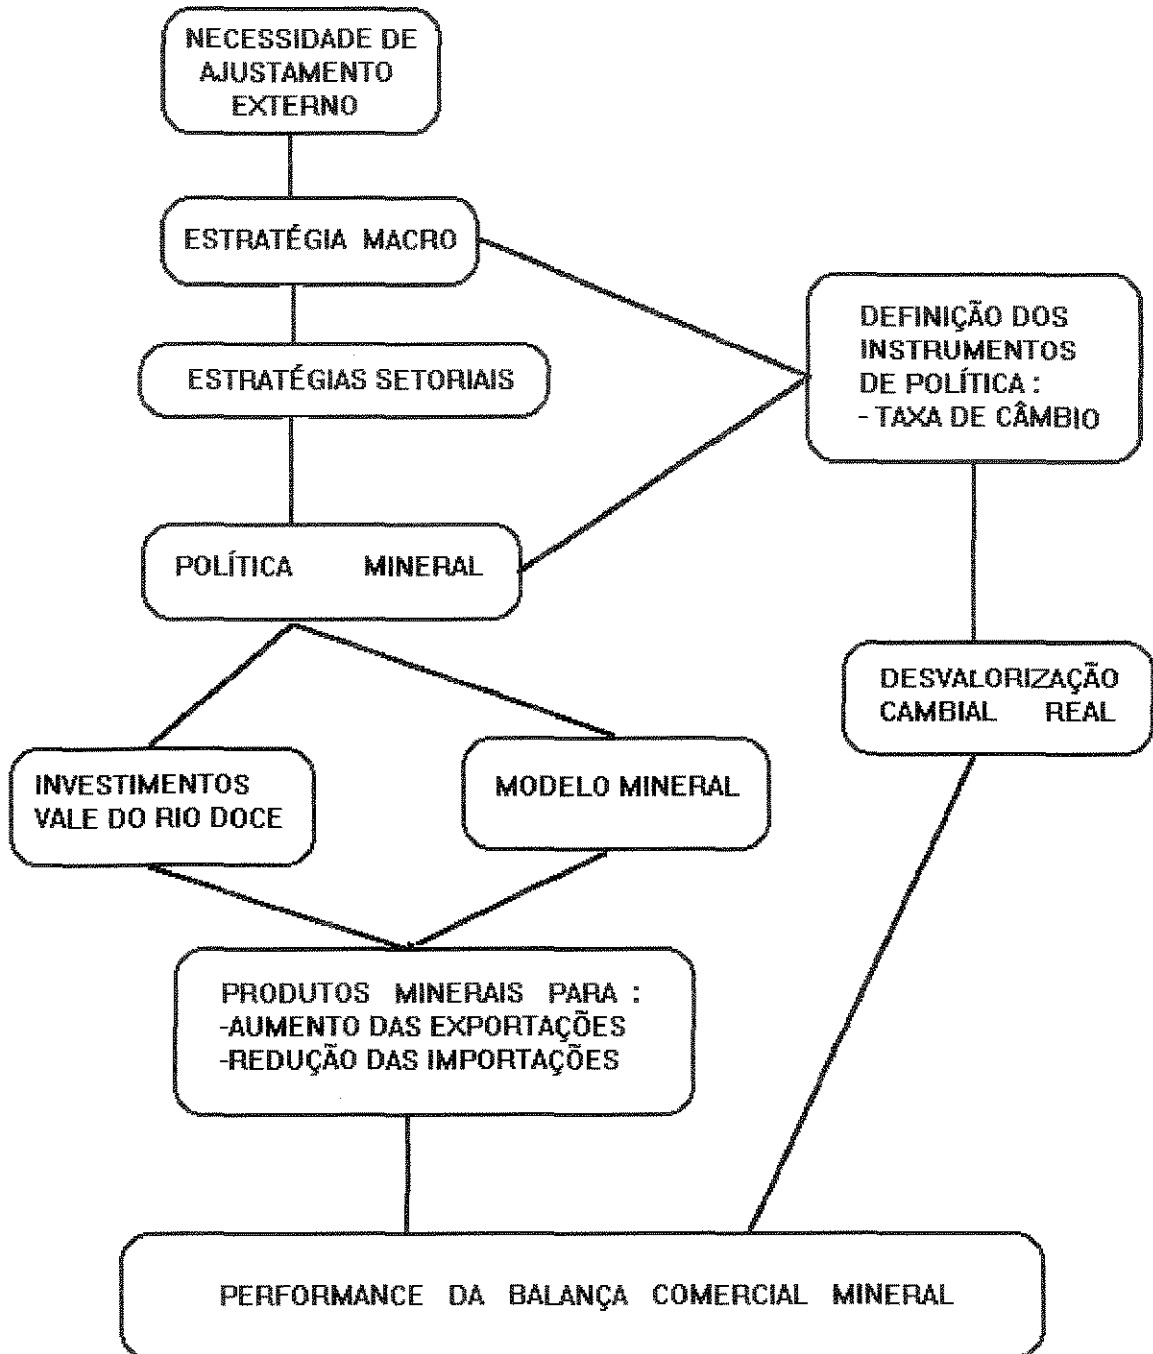 NECESSIDADE DE
AJUSTAMENTO
EXTERNO
ESTRATÉGIA MACRO
ESTRATÉGIAS SETORIAIS
DEFINIÇÃO DOS
INSTRUMENTOS
DE POLÍTICA :
- TAXA DE CÂMBIO
POLÍTICA MINERAL
DESVALORIZAÇÃO
CAMBIAL REAL
INVESTIMENTOS
VALE DO RIO DOCE
MODELO MINERAL
PRODUTOS MINERAIS PARA :
-AUMENTO DAS EXPORTAÇÕES
-REDUÇÃO DAS IMPORTAÇÕES
PERFORMANCE DA BALANÇA COMERCIAL MINERAL